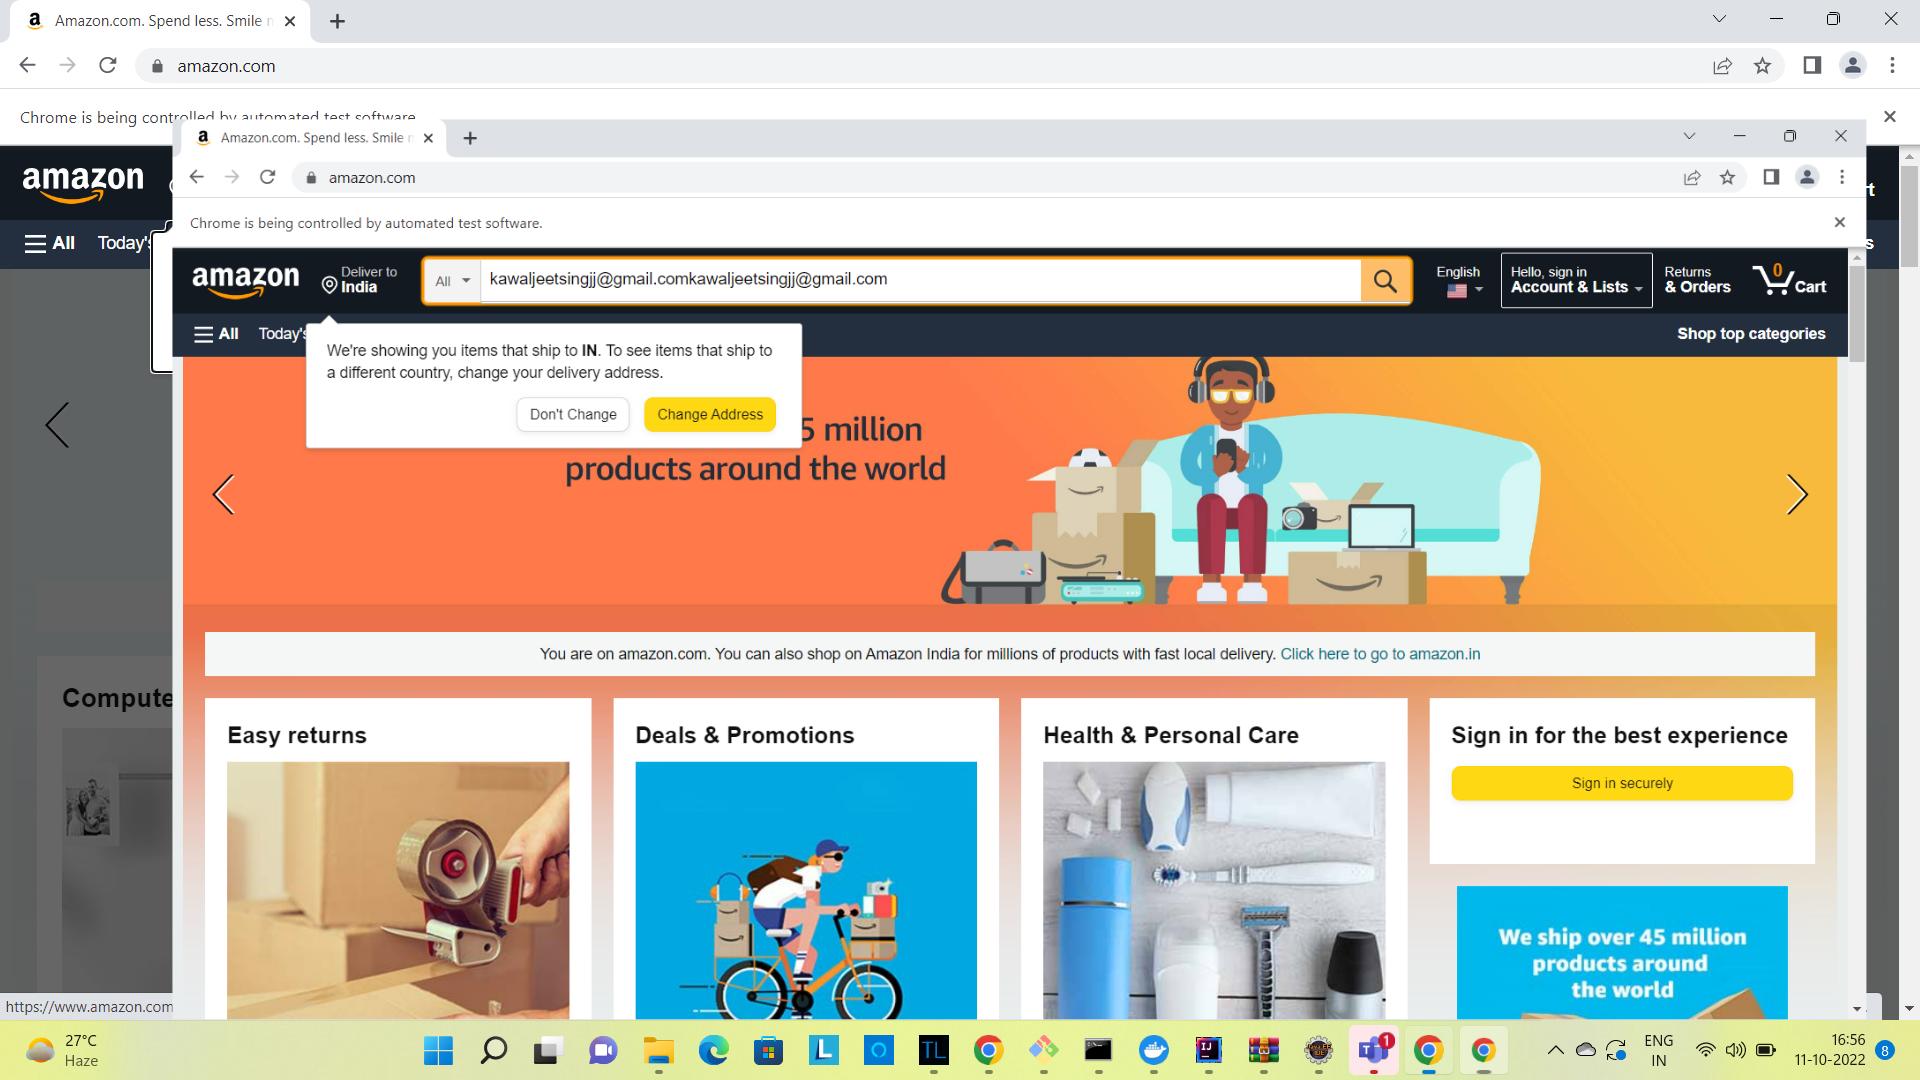 Amazon.com. Spend less. Smile
amazon.com
Chrome is being controlled by automated test software
amazon
All
Today's
Compute
https://www.amazon.com
Amazon.com. Spend less. Smile
amazon.com
Chrome is being controlled by automated test software.
amazon
Deliver to
India
All
kawaljeetsingjj@gmail.comkawaljeetsingjj@gmail.com
English
Hello, sign in
Account & Lists
Returns
& Orders
0
Cart
All
Today's
Shop top categories
We're showing you items that ship to IN. To see items that ship to
a different country, change your delivery address.
Don't Change
Change Address
5 million
products around the world
You are on amazon.com. You can also shop on Amazon India for millions of products with fast local delivery. Click here to go to amazon.in
Easy returns
Deals & Promotions
Health & Personal Care
Sign in for the best experience
Sign in securely
We ship over 45 million
products around
the world
27°C
Haze
L
TL
IJ
1
ENG
IN
16:56
11-10-2022
8